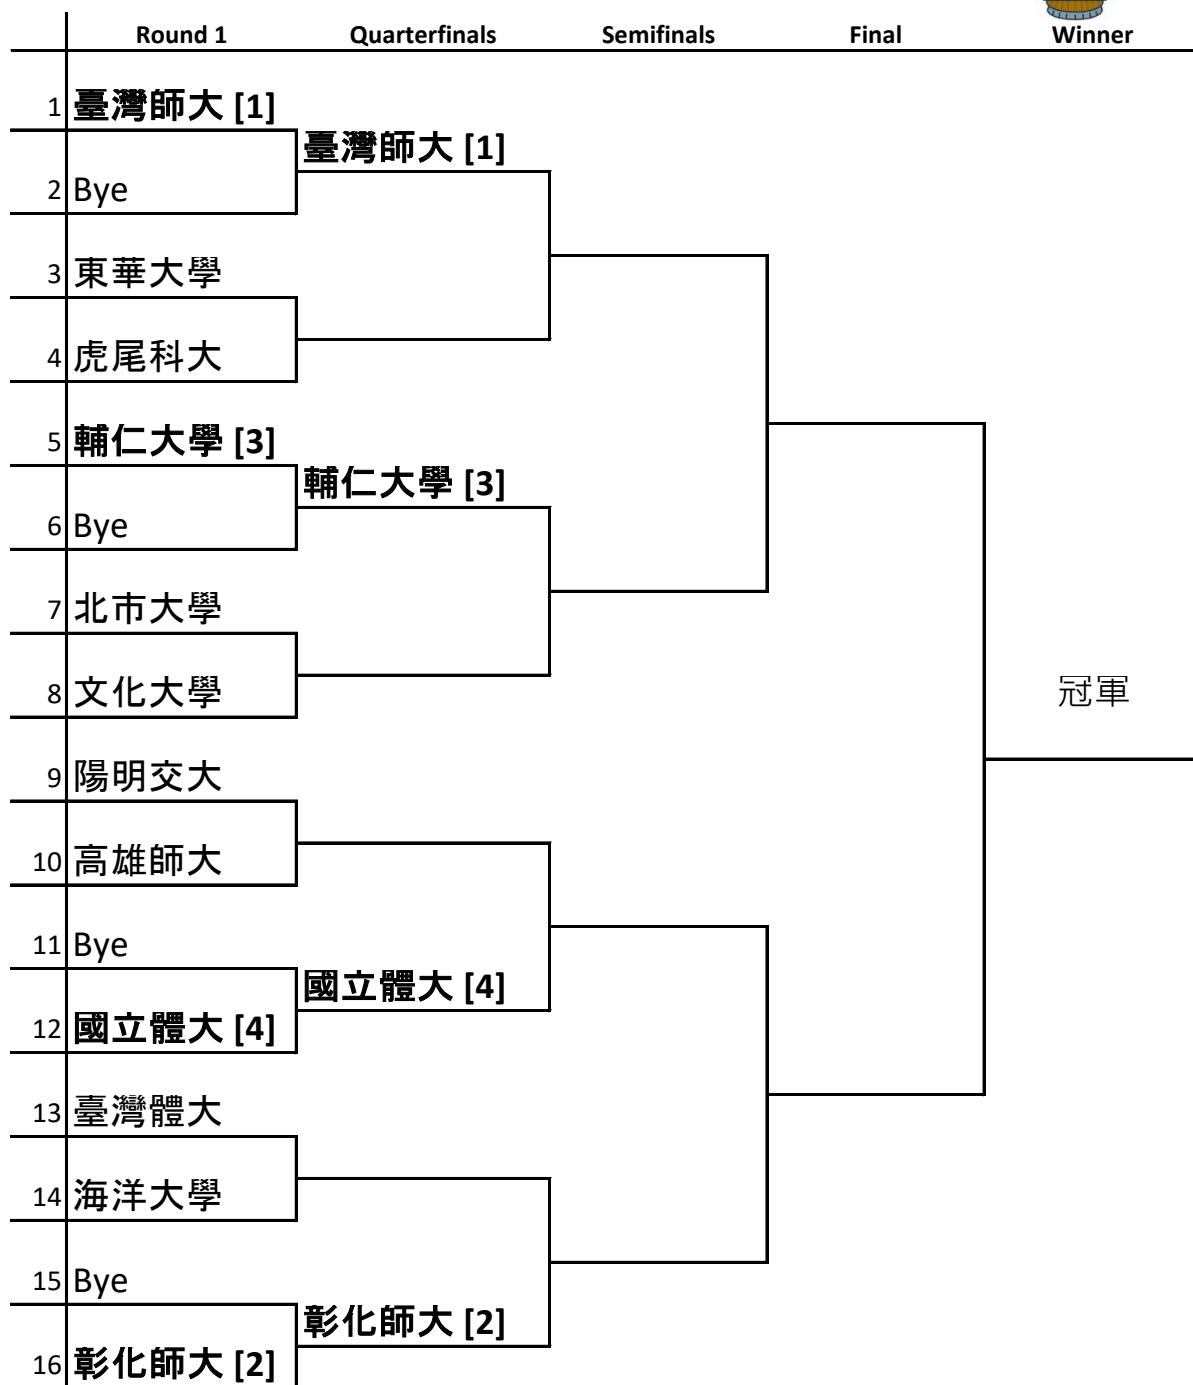 Round 1 Quarterfinals Semifinals Final Winner
1 臺灣師大 [1]
臺灣師大 [1]
2 Bye
3 東華大學
4 虎尾科大
5 輔仁大學 [3]
輔仁大學 [3]
6 Bye
7 北市大學
8 文化大學
冠軍
9 陽明交大
10 高雄師大
11 Bye
國立體大 [4]
12 國立體大 [4]
13 臺灣體大
14 海洋大學
15 Bye
彰化師大 [2]
16 彰化師大 [2]